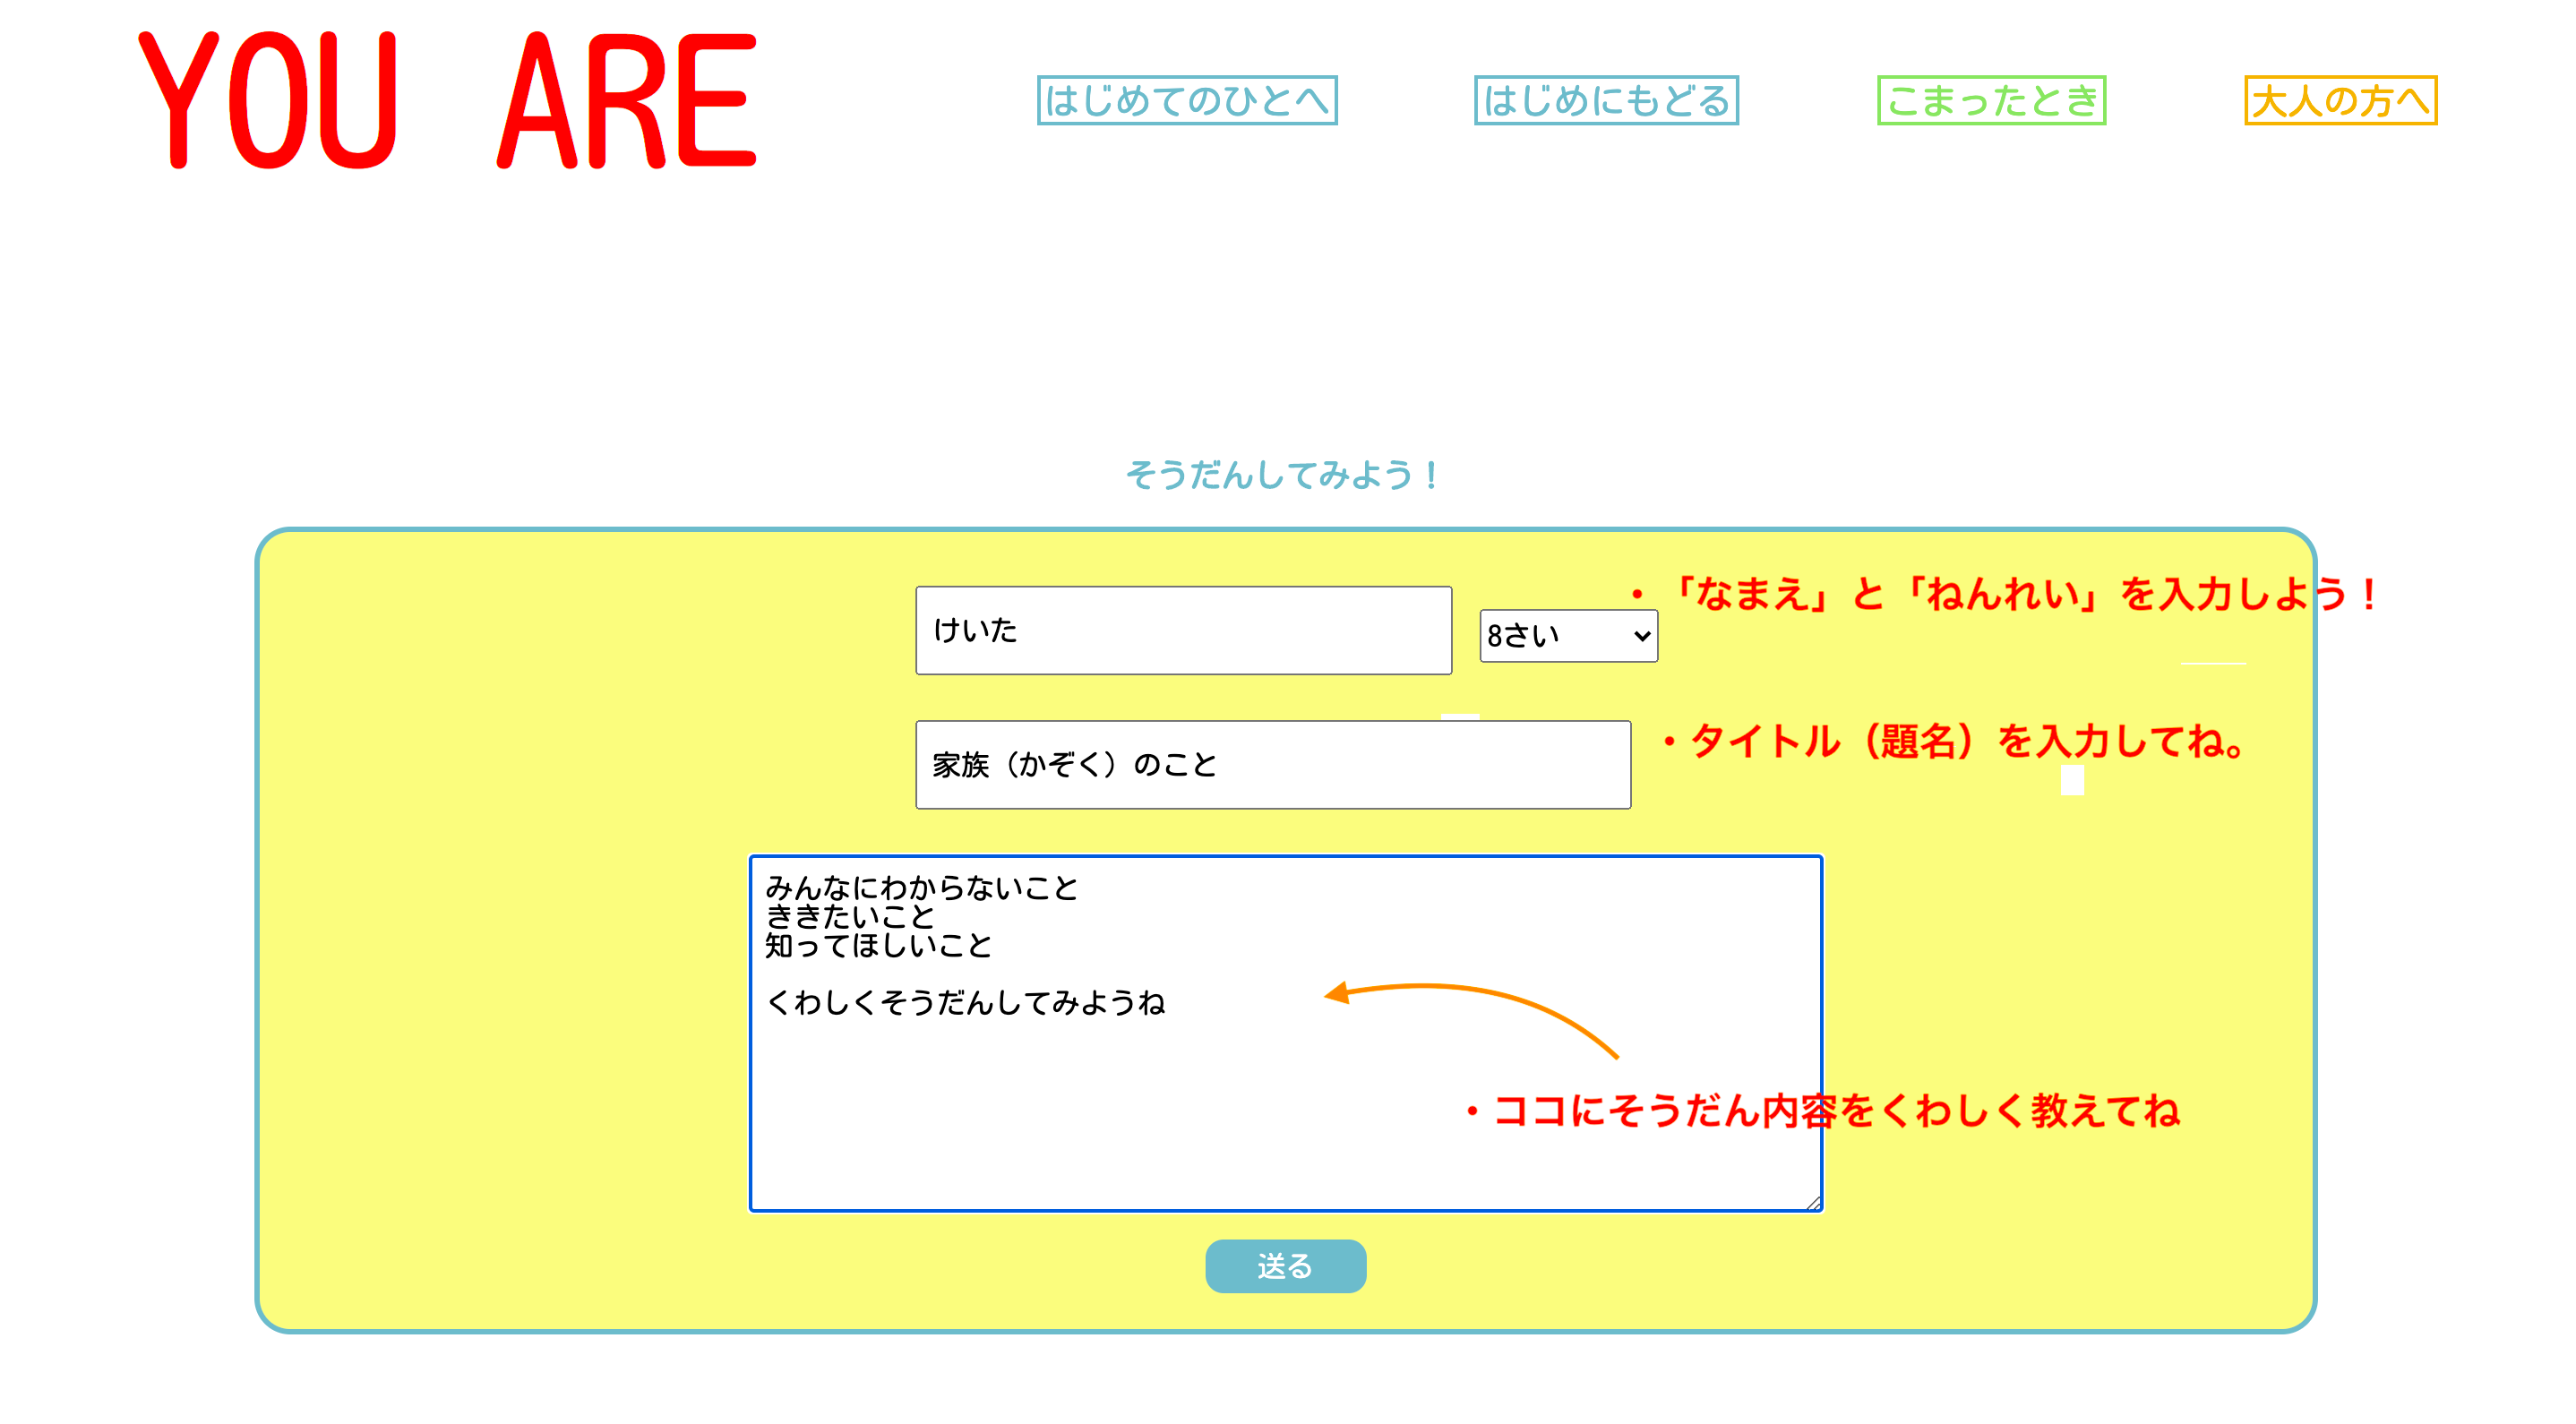 YOU ARE
はじめてのひとへ
はじめにもどる
こまったとき
大人の方へ
そうだんしてみよう！
けいた
8さい
・「なまえ」と「ねんれい」を入力しよう！
家族（かぞく）のこと
・タイトル（題名）を入力してね。
みんなにわからないこと
ききたいこと
知ってほしいこと
くわしくそうだんしてみようね
・ココにそうだん内容をくわしく教えてね
送る